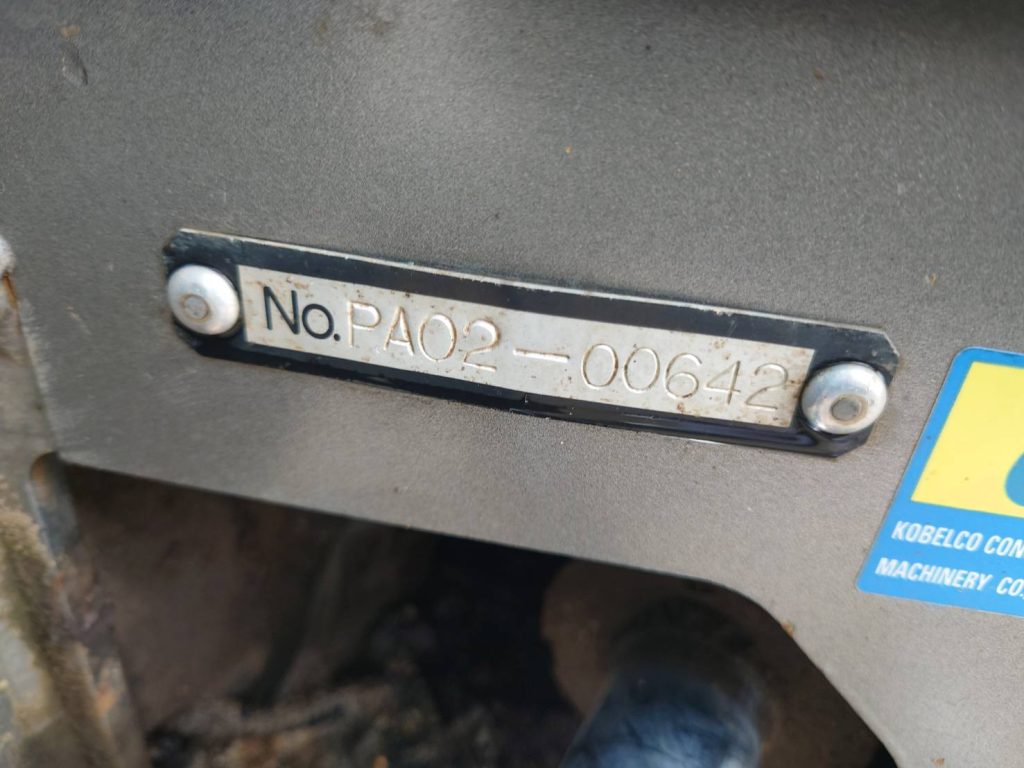 No.PA02-00642
KOBELCO CON
MACHINERY CO